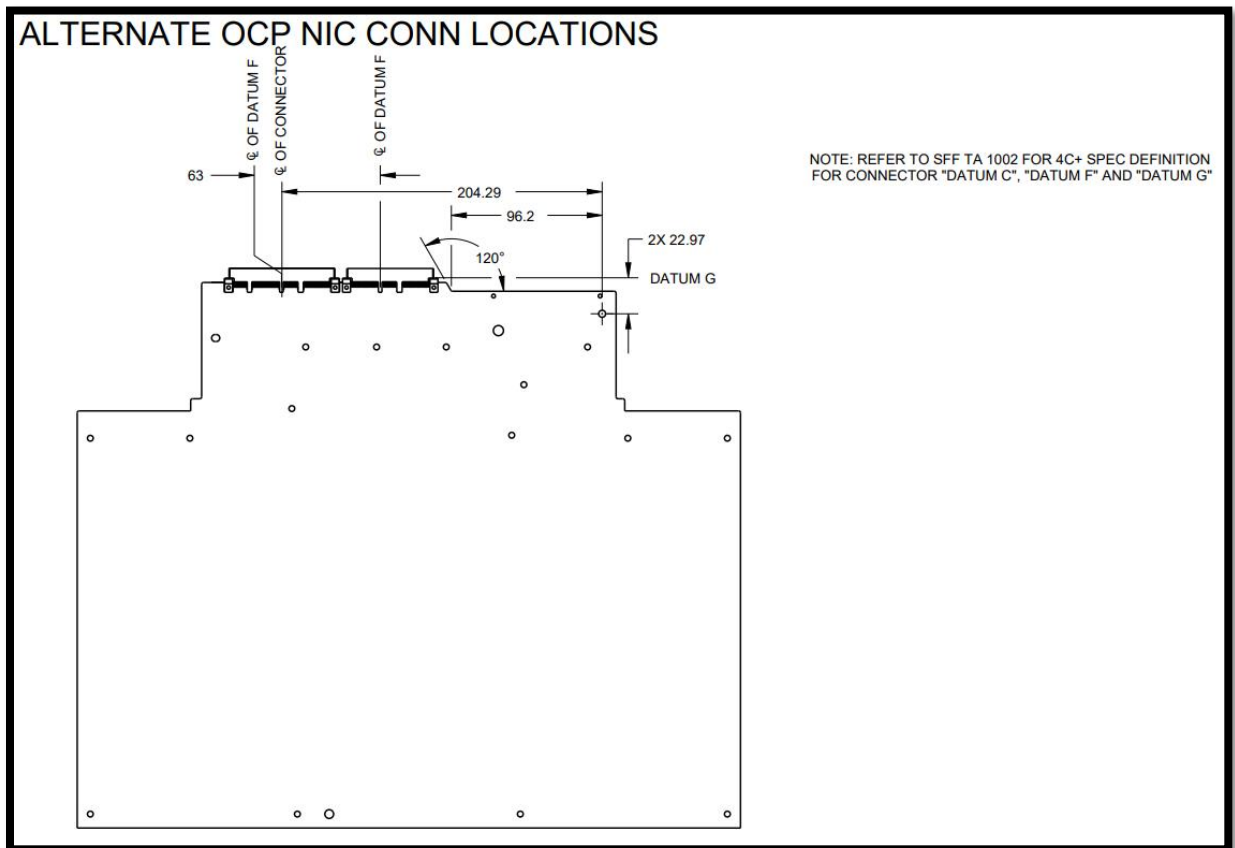 ALTERNATE OCP NIC CONN LOCATIONS
℄ OF DATUM F
℄ OF CONNECTOR
℄ OF DATUM F
NOTE: REFER TO SFF TA 1002 FOR 4C+ SPEC DEFINITION
FOR CONNECTOR "DATUM C", "DATUM F" AND "DATUM G"
63
204.29
96.2
2X 22.97
120°
DATUM G